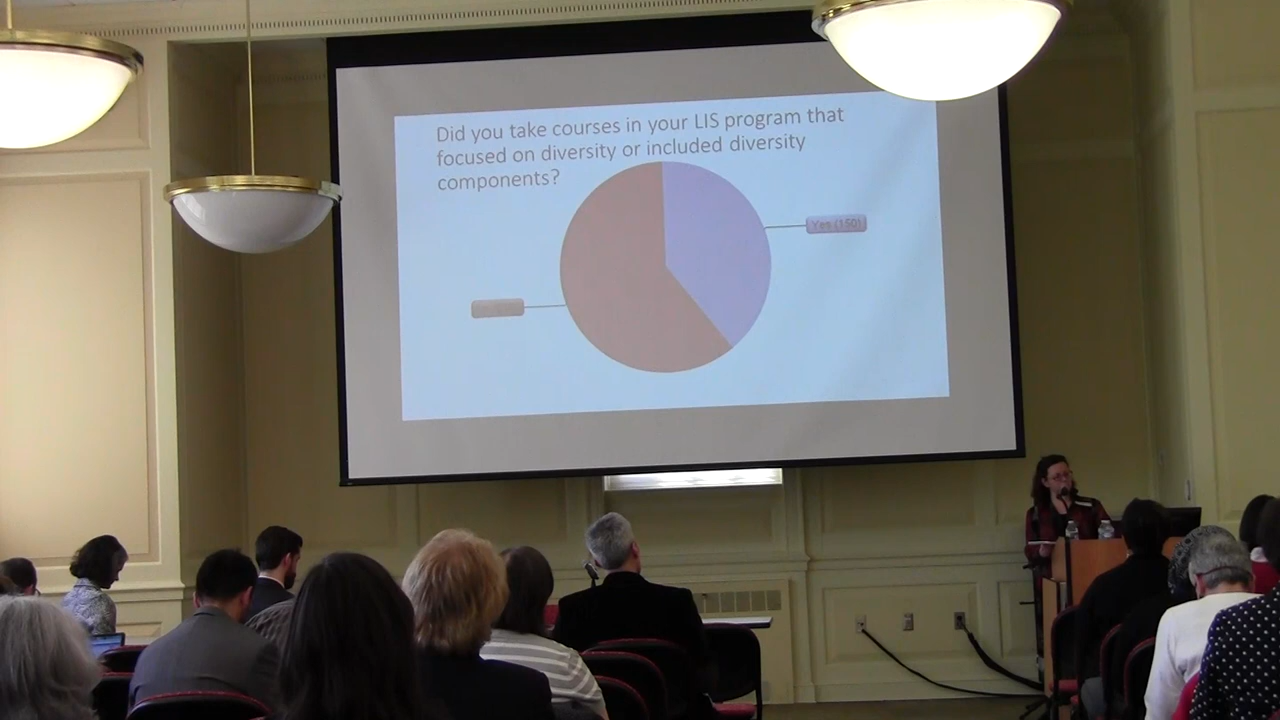 Did you take courses in your LIS program that
focused on diversity or included diversity
components?
Yes (150)